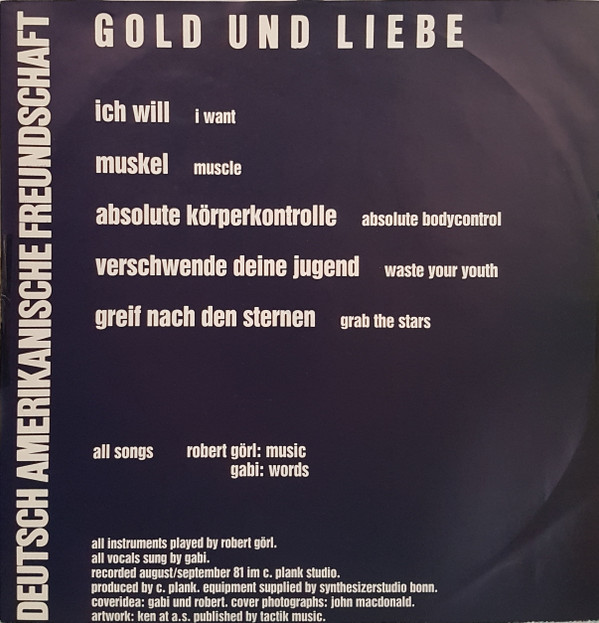 DEUTSCH AMERIKANISCHE FREUNDSCHAFT
GOLD UND LIEBE
ich will i want
muskel muscle
absolute körperkontrolle absolute bodycontrol
verschwende deine jugend waste your youth
greif nach den sternen grab the stars
all songs robert görl: music
gabi: words
all instruments played by robert görl.
all vocals sung by gabi.
recorded august/september 81 im c. plank studio.
produced by c. plank. equipment supplied by synthesizerstudio bonn.
coveridea: gabi und robert. cover photographs: john macdonald.
artwork: ken at a.s. published by tactik music.